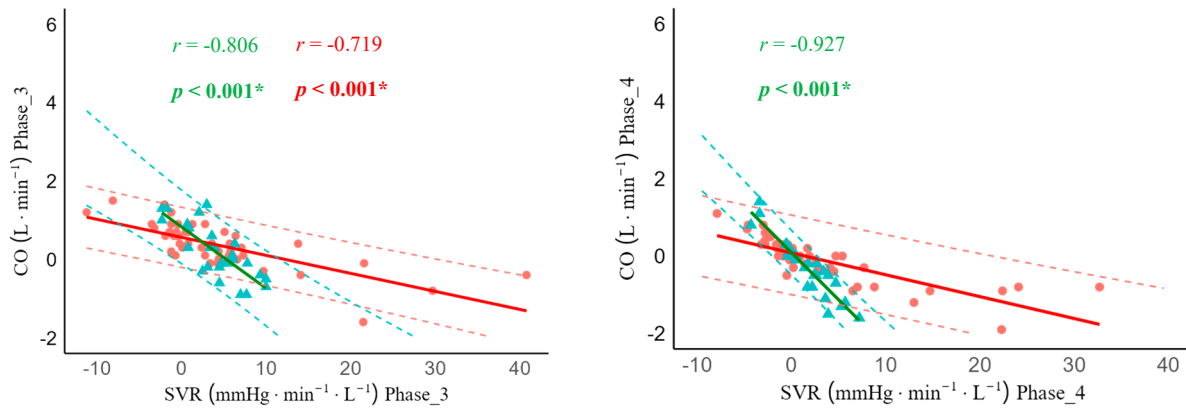 r = -0.806 r = -0.719
p < 0.001* p < 0.001*
6
4
2
0
-2
CO (L · min⁻¹) Phase_3
-10 0 10 20 30 40
SVR (mmHg · min⁻¹ · L⁻¹) Phase_3
r = -0.927
p < 0.001*
6
4
2
0
-2
CO (L · min⁻¹) Phase_4
-10 0 10 20 30 40
SVR (mmHg · min⁻¹ · L⁻¹) Phase_4